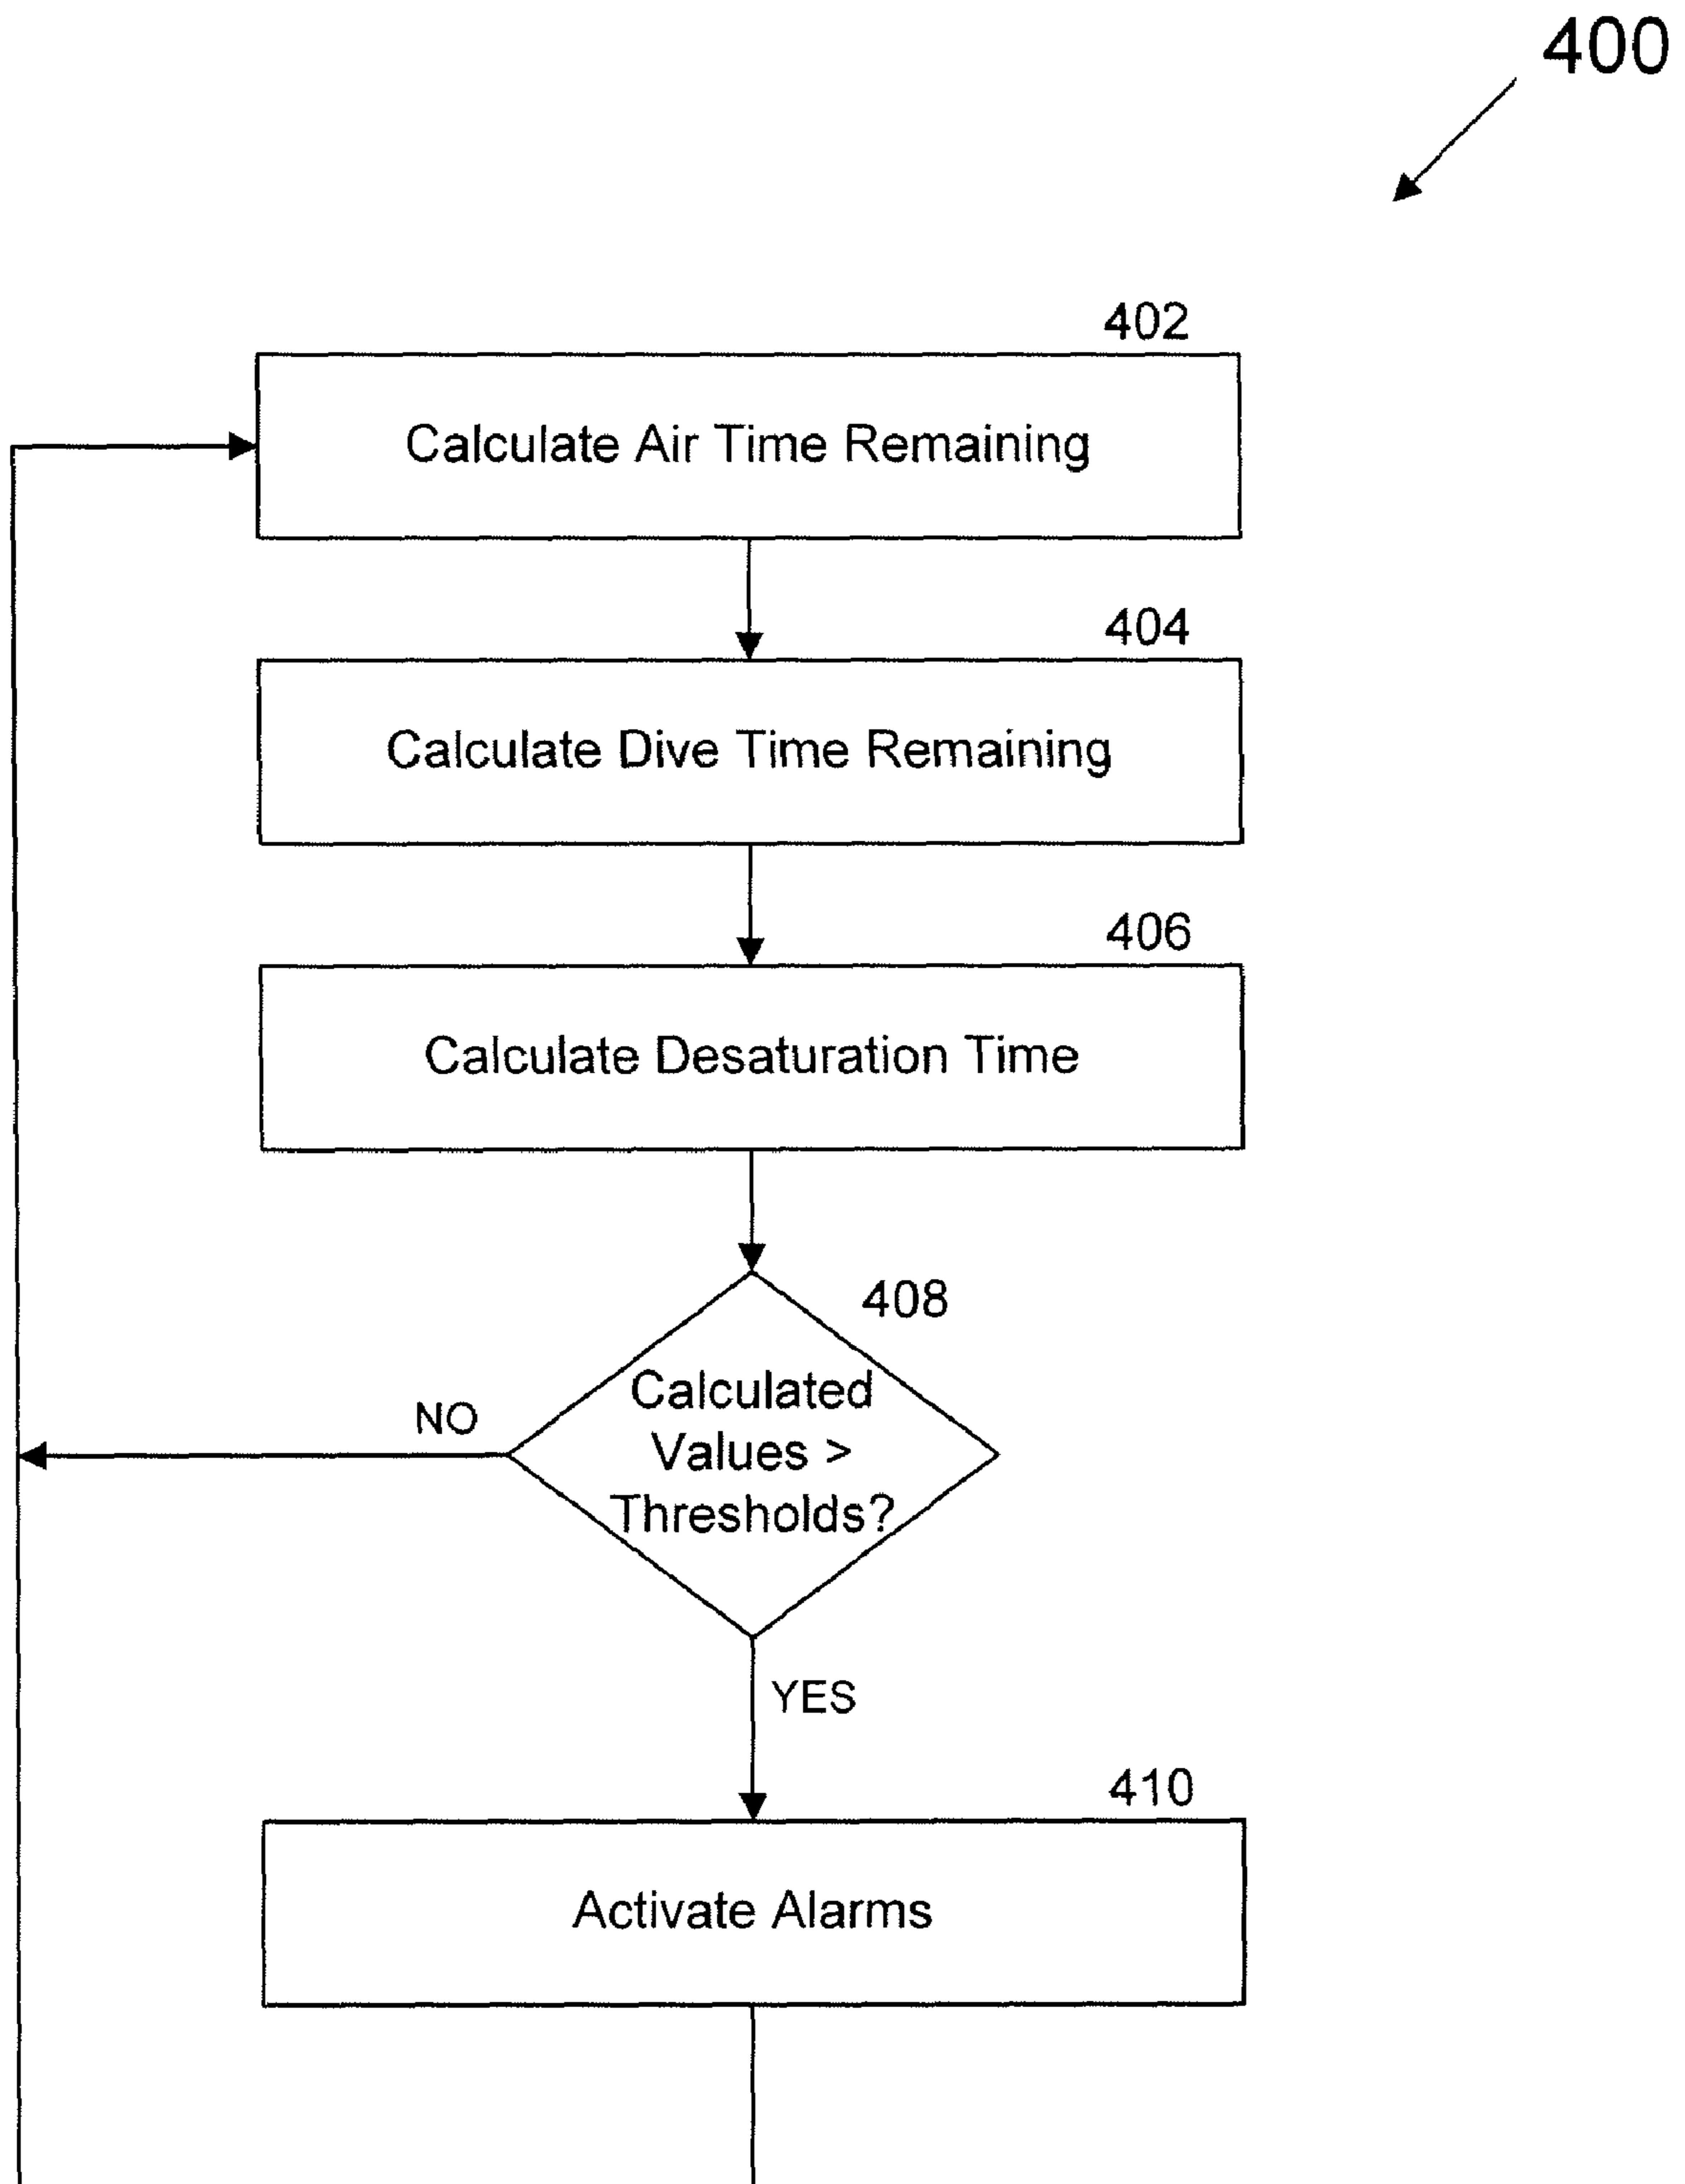 400
402
Calculate Air Time Remaining
404
Calculate Dive Time Remaining
406
Calculate Desaturation Time
408
Calculated
Values >
Thresholds?
NO
YES
410
Activate Alarms